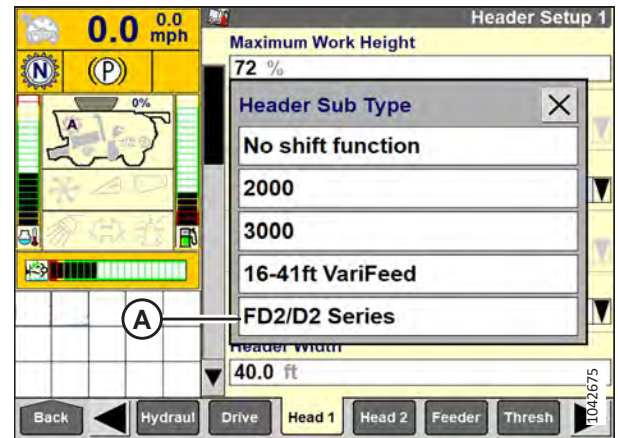 0.0
0.0
mph
Header Setup 1
N
(P)
Maximum Work Height
72 %
0%
A
Header Sub Type
No shift function
2000
3000
16-41ft VariFeed
FD2/D2 Series
A
Header Width
40.0 ft
1042675
Back
Hydraul
Drive
Head 1
Head 2
Feeder
Thresh